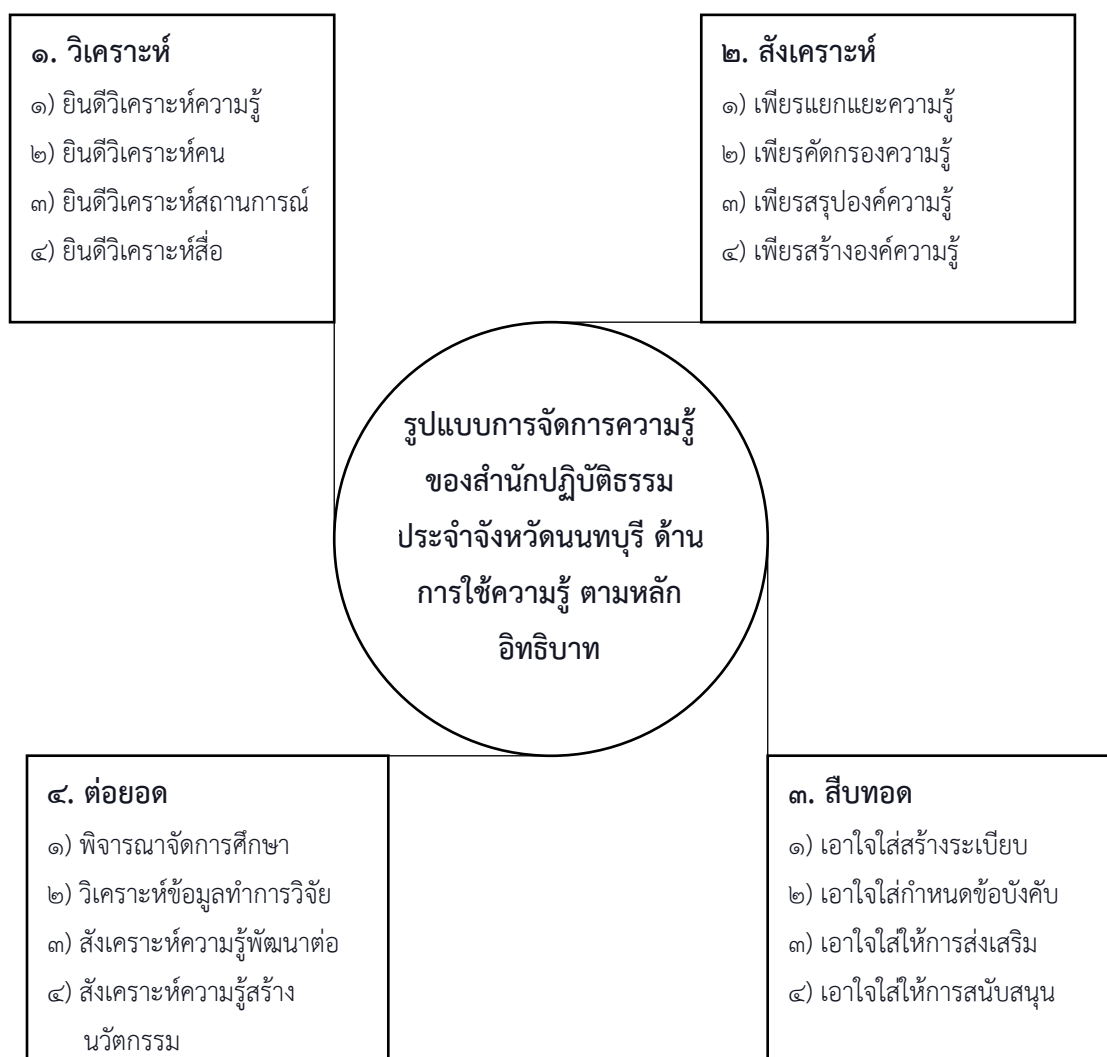 ๑. วิเคราะห์
๑) ยินดีวิเคราะห์ความรู้
๒) ยินดีวิเคราะห์คน
๓) ยินดีวิเคราะห์สถานการณ์
๔) ยินดีวิเคราะห์สื่อ
๒. สังเคราะห์
๑) เพียรแยกแยะความรู้
๒) เพียรคัดกรองความรู้
๓) เพียรสรุปองค์ความรู้
๔) เพียรสร้างองค์ความรู้
รูปแบบการจัดการความรู้
ของสำนักปฏิบัติธรรม
ประจำจังหวัดนนทบุรี ด้าน
การใช้ความรู้ ตามหลัก
อิทธิบาท
๔. ต่อยอด
๑) พิจารณาจัดการศึกษา
๒) วิเคราะห์ข้อมูลทำการวิจัย
๓) สังเคราะห์ความรู้พัฒนาต่อ
๔) สังเคราะห์ความรู้สร้าง
นวัตกรรม
๓. สืบทอด
๑) เอาใจใส่สร้างระเบียบ
๒) เอาใจใส่กำหนดข้อบังคับ
๓) เอาใจใส่ให้การส่งเสริม
๔) เอาใจใส่ให้การสนับสนุน